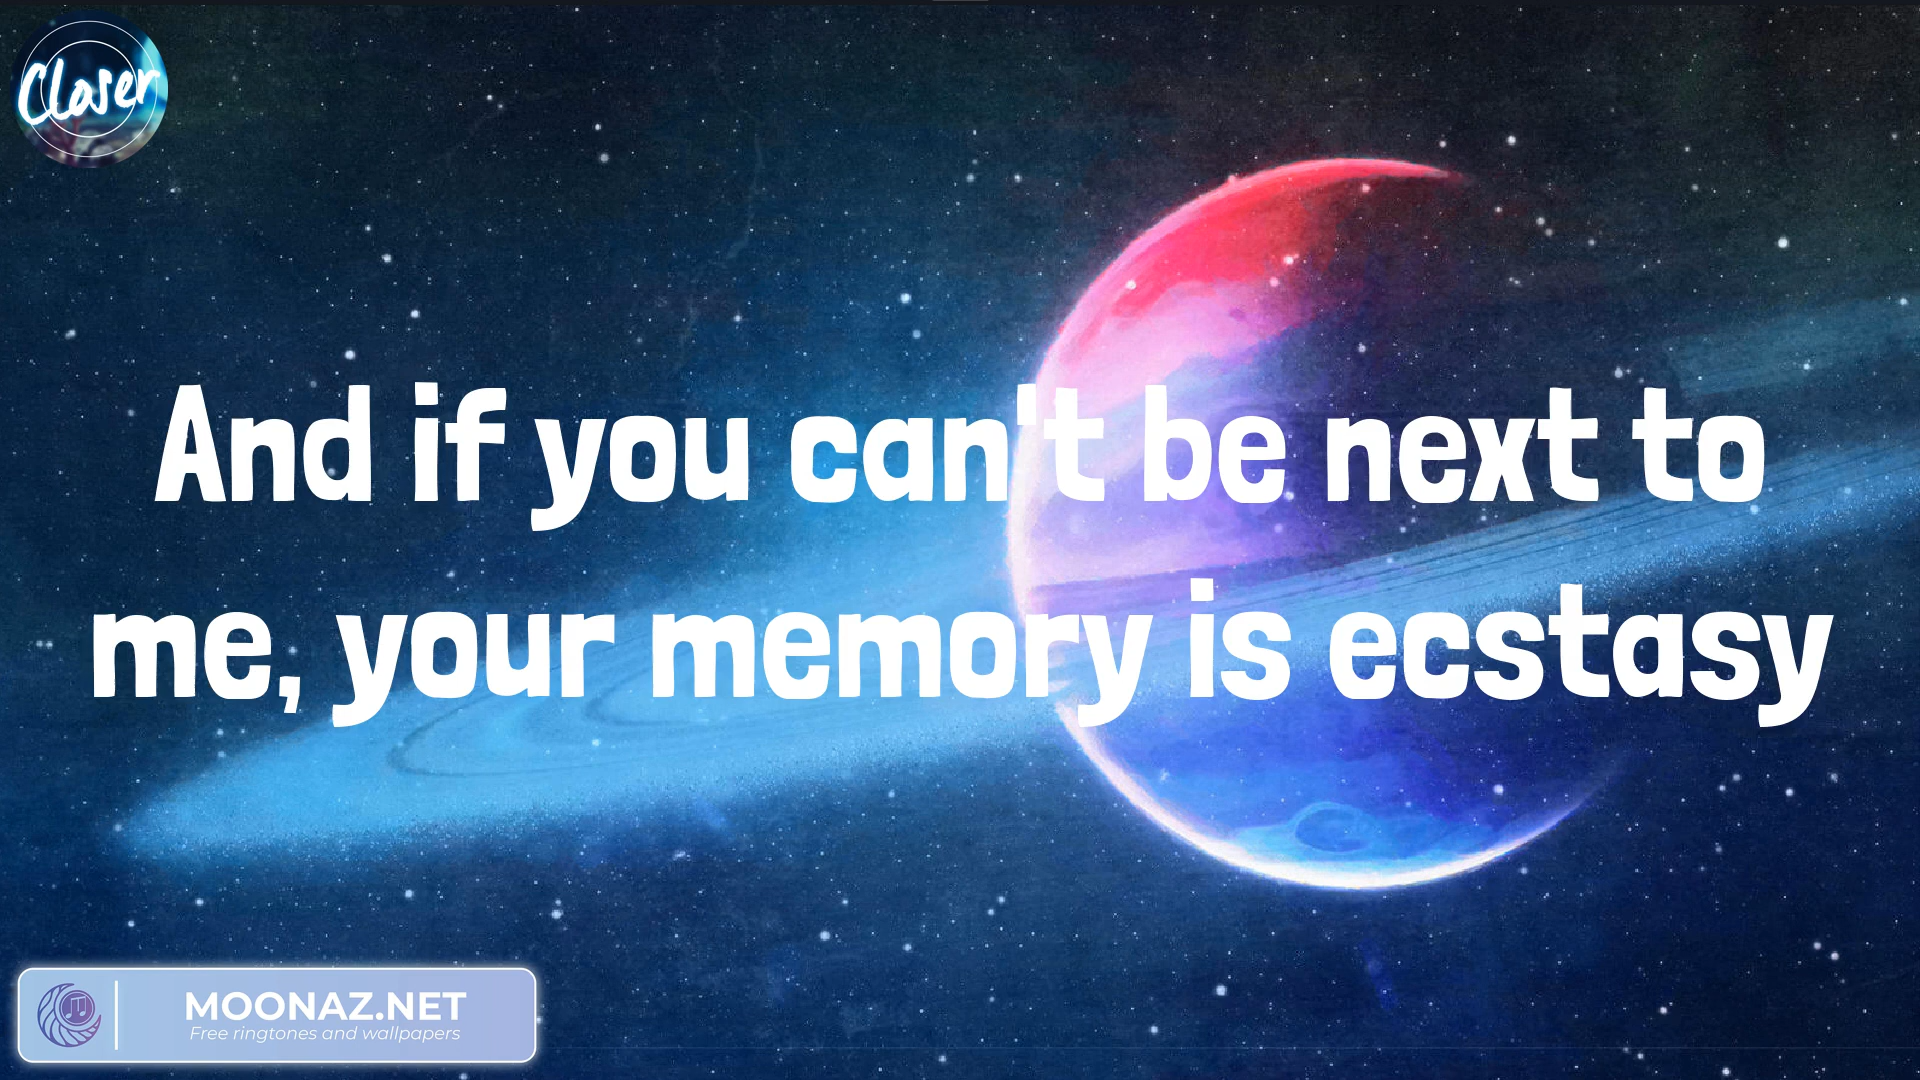 Closer
And if you can't be next to
me, your memory is ecstasy
MOONAZ.NET
Free ringtones and wallpapers